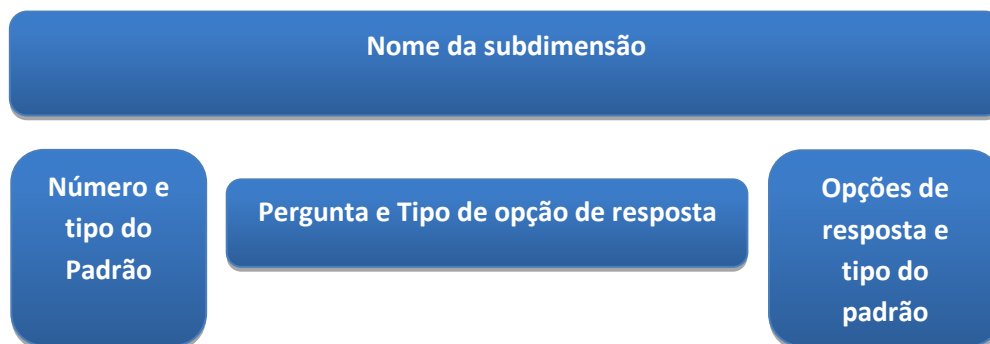 Nome da subdimensão
Número e
tipo do
Padrão
Pergunta e Tipo de opção de resposta
Opções de
resposta e
tipo do
padrão